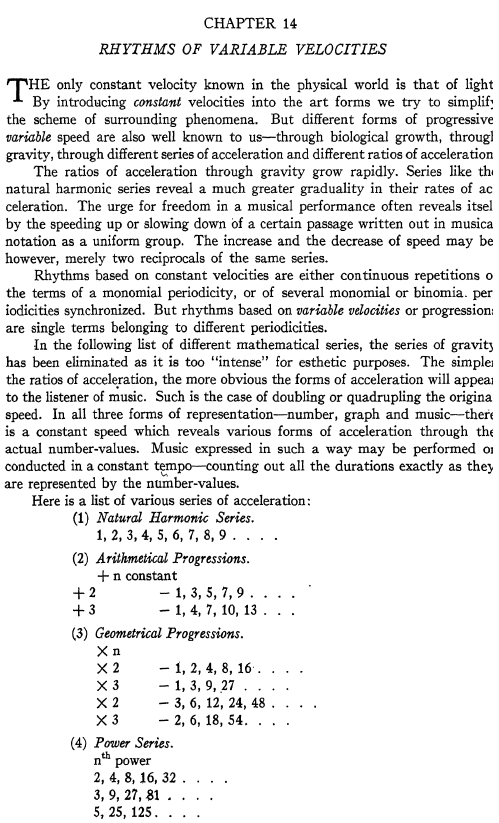 CHAPTER 14
RHYTHMS OF VARIABLE VELOCITIES
THE only constant velocity known in the physical world is that of light
By introducing constant velocities into the art forms we try to simplify
the scheme of surrounding phenomena. But different forms of progressive
variable speed are also well known to us—through biological growth, through
gravity, through different series of acceleration and different ratios of acceleration
The ratios of acceleration through gravity grow rapidly. Series like the
natural harmonic series reveal a much greater graduality in their rates of ac
celeration. The urge for freedom in a musical performance often reveals itsel
by the speeding up or slowing down of a certain passage written out in musica
notation as a uniform group. The increase and the decrease of speed may be
however, merely two reciprocals of the same series.
Rhythms based on constant velocities are either continuous repetitions o
the terms of a monomial periodicity, or of several monomial or binomia. per
iodicities synchronized. But rhythms based on variable velocities or progression
are single terms belonging to different periodicities.
In the following list of different mathematical series, the series of gravity
has been eliminated as it is too "intense" for esthetic purposes. The simpler
the ratios of acceleration, the more obvious the forms of acceleration will appear
to the listener of music. Such is the case of doubling or quadrupling the origina
speed. In all three forms of representation—number, graph and music—there
is a constant speed which reveals various forms of acceleration through the
actual number-values. Music expressed in such a way may be performed or
conducted in a constant tempo—counting out all the durations exactly as they
are represented by the number-values.
Here is a list of various series of acceleration:
(1) Natural Harmonic Series.
1, 2, 3, 4, 5, 6, 7, 8, 9 . . . .
(2) Arithmetical Progressions.
+ n constant
+ 2 — 1, 3, 5, 7, 9 . . . .
+ 3 — 1, 4, 7, 10, 13 . . .
(3) Geometrical Progressions.
× n
× 2 — 1, 2, 4, 8, 16 . . . .
× 3 — 1, 3, 9, 27 . . . .
× 2 — 3, 6, 12, 24, 48 . . . .
× 3 — 2, 6, 18, 54. . . .
(4) Power Series.
nth power
2, 4, 8, 16, 32 . . . .
3, 9, 27, 81 . . . .
5, 25, 125. . . .